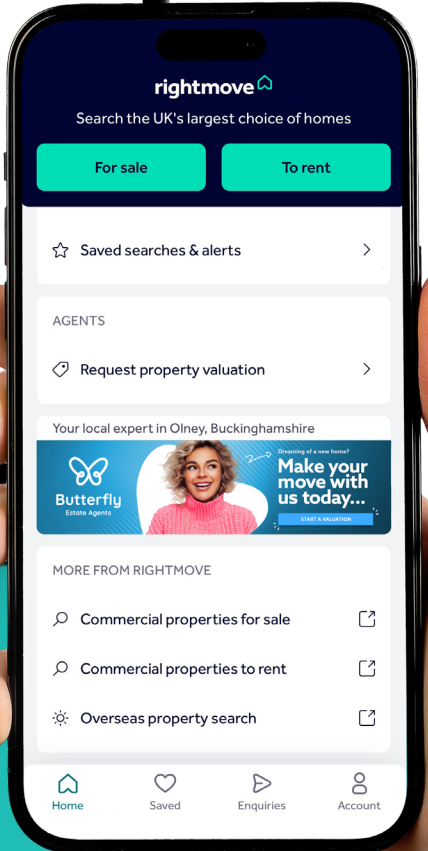 rightmove
Search the UK's largest choice of homes
For sale
To rent
Saved searches & alerts
AGENTS
Request property valuation
Your local expert in Olney, Buckinghamshire
Butterfly
Estate Agents
Dreaming of a new home?
Make your
move with
us today...
START A VALUATION
MORE FROM RIGHTMOVE
Commercial properties for sale
Commercial properties to rent
Overseas property search
Home
Saved
Enquiries
Account